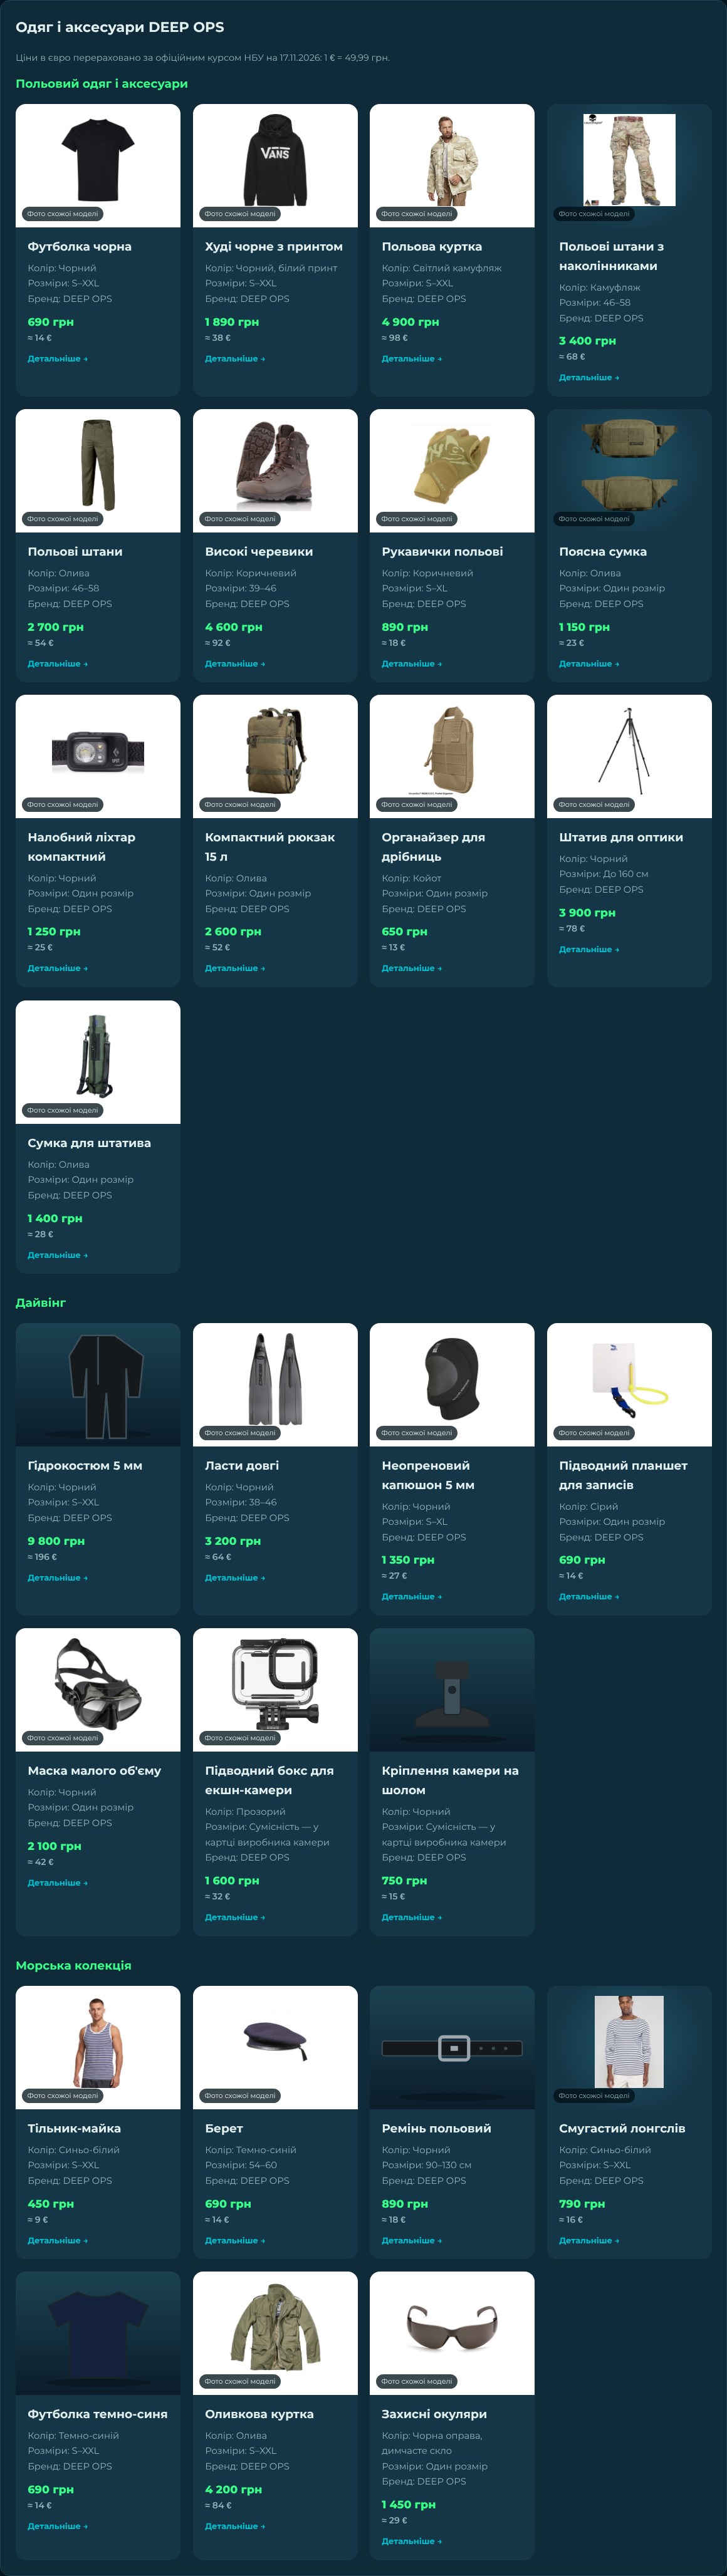 Одяг і аксесуари DEEP OPS
Ціни в євро перераховано за офіційним курсом НБУ на 17.11.2026: 1 € = 49,99 грн.
Польовий одяг і аксесуари
Фото схожої моделі
Футболка чорна
Колір: Чорний
Розміри: S–XXL
Бренд: DEEP OPS
690 грн
≈ 14 €
Детальніше →
VANS
Фото схожої моделі
Худі чорне з принтом
Колір: Чорний, білий принт
Розміри: S–XXL
Бренд: DEEP OPS
1 890 грн
≈ 38 €
Детальніше →
Фото схожої моделі
Польова куртка
Колір: Світлий камуфляж
Розміри: S–XXL
Бренд: DEEP OPS
4 900 грн
≈ 98 €
Детальніше →
Фото схожої моделі
Польові штани з
наколінниками
Колір: Камуфляж
Розміри: 46–58
Бренд: DEEP OPS
3 400 грн
≈ 68 €
Детальніше →
Фото схожої моделі
Польові штани
Колір: Олива
Розміри: 46–58
Бренд: DEEP OPS
2 700 грн
≈ 54 €
Детальніше →
Фото схожої моделі
Високі черевики
Колір: Коричневий
Розміри: 39–46
Бренд: DEEP OPS
4 600 грн
≈ 92 €
Детальніше →
Фото схожої моделі
Рукавички польові
Колір: Коричневий
Розміри: S–XL
Бренд: DEEP OPS
890 грн
≈ 18 €
Детальніше →
Фото схожої моделі
Поясна сумка
Колір: Олива
Розміри: Один розмір
Бренд: DEEP OPS
1 150 грн
≈ 23 €
Детальніше →
Фото схожої моделі
Налобний ліхтар
компактний
Колір: Чорний
Розміри: Один розмір
Бренд: DEEP OPS
1 250 грн
≈ 25 €
Детальніше →
Фото схожої моделі
Компактний рюкзак
15 л
Колір: Олива
Розміри: Один розмір
Бренд: DEEP OPS
2 600 грн
≈ 52 €
Детальніше →
Фото схожої моделі
Органайзер для
дрібниць
Колір: Койот
Розміри: Один розмір
Бренд: DEEP OPS
650 грн
≈ 13 €
Детальніше →
Фото схожої моделі
Штатив для оптики
Колір: Чорний
Розміри: До 160 см
Бренд: DEEP OPS
3 900 грн
≈ 78 €
Детальніше →
Фото схожої моделі
Сумка для штатива
Колір: Олива
Розміри: Один розмір
Бренд: DEEP OPS
1 400 грн
≈ 28 €
Детальніше →
Дайвінг
Гідрокостюм 5 мм
Колір: Чорний
Розміри: S–XXL
Бренд: DEEP OPS
9 800 грн
≈ 196 €
Детальніше →
Фото схожої моделі
Ласти довгі
Колір: Чорний
Розміри: 38–46
Бренд: DEEP OPS
3 200 грн
≈ 64 €
Детальніше →
Фото схожої моделі
Неопреновий
капюшон 5 мм
Колір: Чорний
Розміри: S–XL
Бренд: DEEP OPS
1 350 грн
≈ 27 €
Детальніше →
Фото схожої моделі
Підводний планшет
для записів
Колір: Сірий
Розміри: Один розмір
Бренд: DEEP OPS
690 грн
≈ 14 €
Детальніше →
Фото схожої моделі
Маска малого об'єму
Колір: Чорний
Розміри: Один розмір
Бренд: DEEP OPS
2 100 грн
≈ 42 €
Детальніше →
Фото схожої моделі
Підводний бокс для
екшн-камери
Колір: Прозорий
Розміри: Сумісність — у
картці виробника камери
Бренд: DEEP OPS
1 600 грн
≈ 32 €
Детальніше →
Кріплення камери на
шолом
Колір: Чорний
Розміри: Сумісність — у
картці виробника камери
Бренд: DEEP OPS
750 грн
≈ 15 €
Детальніше →
Морська колекція
Фото схожої моделі
Тільник-майка
Колір: Синьо-білий
Розміри: S–XXL
Бренд: DEEP OPS
450 грн
≈ 9 €
Детальніше →
Фото схожої моделі
Берет
Колір: Темно-синій
Розміри: 54–60
Бренд: DEEP OPS
690 грн
≈ 14 €
Детальніше →
Ремінь польовий
Колір: Чорний
Розміри: 90–130 см
Бренд: DEEP OPS
890 грн
≈ 18 €
Детальніше →
Фото схожої моделі
Смугастий лонгслів
Колір: Синьо-білий
Розміри: S–XXL
Бренд: DEEP OPS
790 грн
≈ 16 €
Детальніше →
Футболка темно-синя
Колір: Темно-синій
Розміри: S–XXL
Бренд: DEEP OPS
690 грн
≈ 14 €
Детальніше →
Фото схожої моделі
Оливкова куртка
Колір: Олива
Розміри: S–XXL
Бренд: DEEP OPS
4 200 грн
≈ 84 €
Детальніше →
Фото схожої моделі
Захисні окуляри
Колір: Чорна оправа,
димчасте скло
Розміри: Один розмір
Бренд: DEEP OPS
1 450 грн
≈ 29 €
Детальніше →